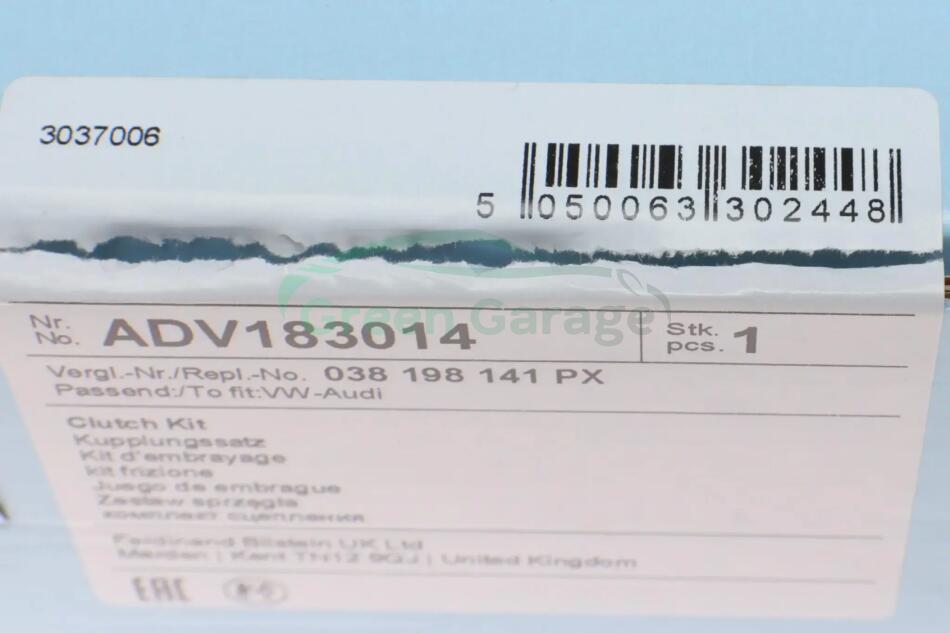 3037006
5 050063 302448
Green Garage
Nr.
No. ADV183014
Stk.
pcs. 1
Vergl.-Nr./Repl.-No. 038 198 141 PX
Passend:/To fit:VW-Audi
Clutch Kit
Kupplungssatz
Kit d'embrayage
kit frizione
Juego de embrague
Zestaw sprzęgła
комплект сцепления
Ferdinand Bilstein UK Ltd
Marden | Kent TN12 9GJ | United Kingdom
EAC